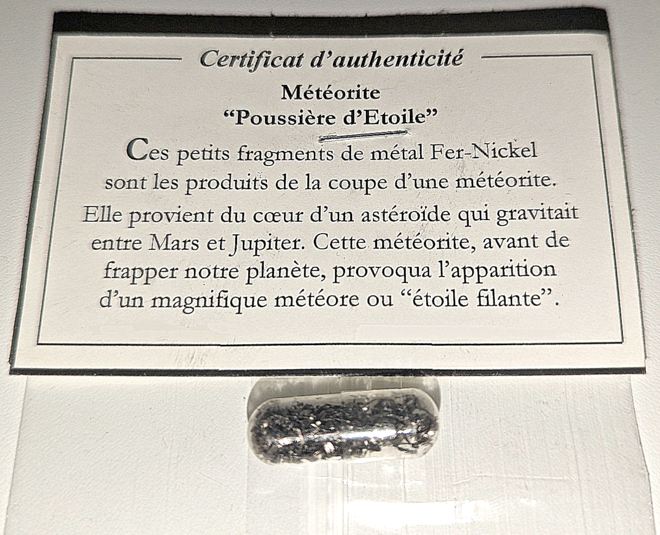 Certificat d'authenticité
Météorite
“Poussière d'Etoile”
Ces petits fragments de métal Fer-Nickel
sont les produits de la coupe d'une météorite.
Elle provient du cœur d'un astéroïde qui gravitait
entre Mars et Jupiter. Cette météorite, avant de
frapper notre planète, provoqua l'apparition
d'un magnifique météore ou “étoile filante”.